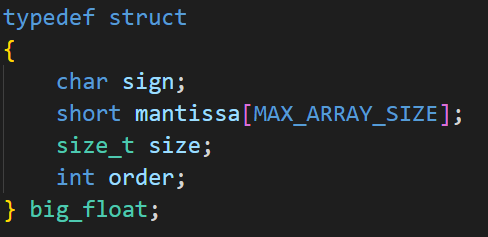 typedef struct
{
    char sign;
    short mantissa[MAX_ARRAY_SIZE];
    size_t size;
    int order;
} big_float;